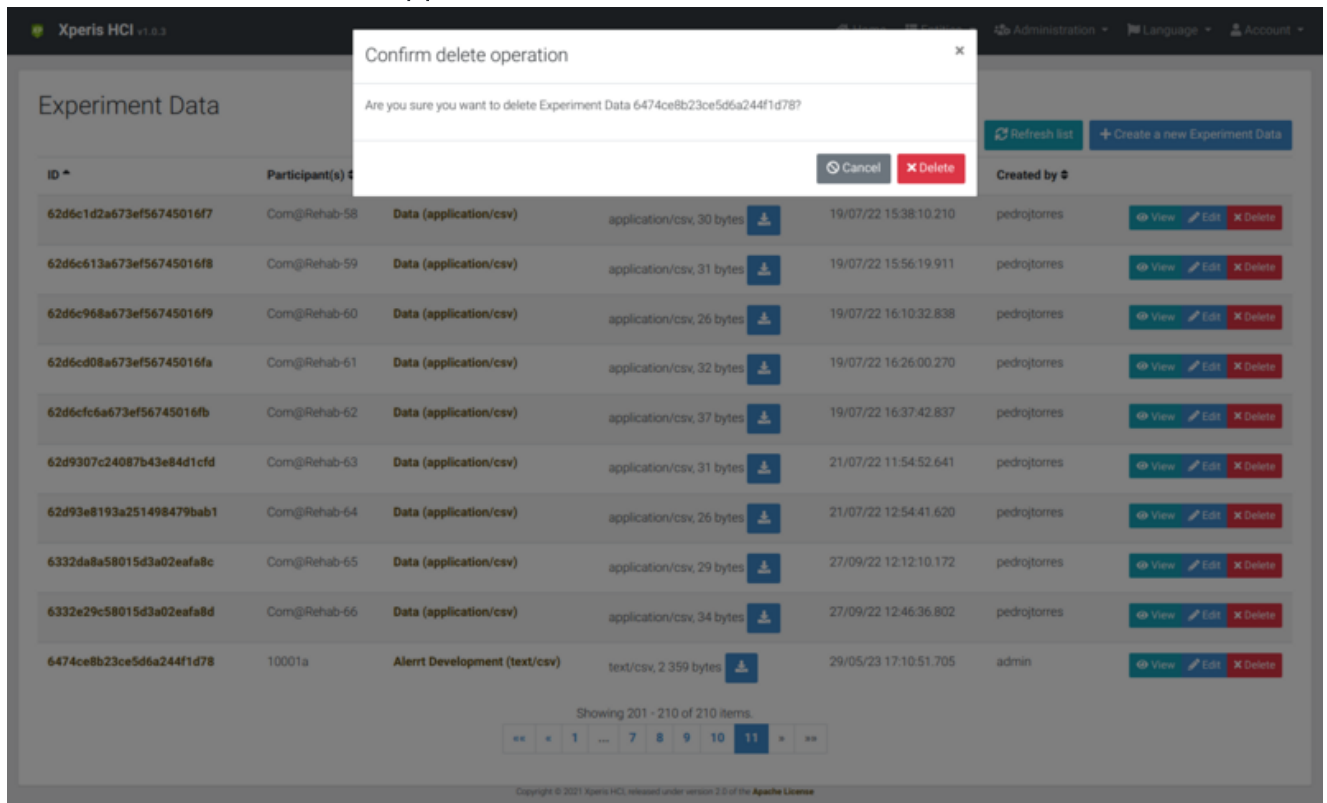 Xperis HCI v1.0.3
Administration
Language
Account
Confirm delete operation
×
Are you sure you want to delete Experiment Data 6474ce8b23ce5d6a244f1d78?
Cancel
Delete
Experiment Data
Refresh list
+ Create a new Experiment Data
ID Participant(s) Created by
62d6c1d2a673ef56745016f7 Com@Rehab-58 Data (application/csv) application/csv, 30 bytes 19/07/22 15:38:10.210 pedrojtorres View Edit Delete
62d6c613a673ef56745016f8 Com@Rehab-59 Data (application/csv) application/csv, 31 bytes 19/07/22 15:56:19.911 pedrojtorres View Edit Delete
62d6c968a673ef56745016f9 Com@Rehab-60 Data (application/csv) application/csv, 26 bytes 19/07/22 16:10:32.838 pedrojtorres View Edit Delete
62d6cd08a673ef56745016fa Com@Rehab-61 Data (application/csv) application/csv, 32 bytes 19/07/22 16:26:00.270 pedrojtorres View Edit Delete
62d6cfc6a673ef56745016fb Com@Rehab-62 Data (application/csv) application/csv, 37 bytes 19/07/22 16:37:42.837 pedrojtorres View Edit Delete
62d9307c24087b43e84d1cfd Com@Rehab-63 Data (application/csv) application/csv, 31 bytes 21/07/22 11:54:52.641 pedrojtorres View Edit Delete
62d93e8193a251498479bab1 Com@Rehab-64 Data (application/csv) application/csv, 26 bytes 21/07/22 12:54:41.620 pedrojtorres View Edit Delete
6332da8a58015d3a02eafa8c Com@Rehab-65 Data (application/csv) application/csv, 29 bytes 27/09/22 12:12:10.172 pedrojtorres View Edit Delete
6332e29c58015d3a02eafa8d Com@Rehab-66 Data (application/csv) application/csv, 34 bytes 27/09/22 12:46:36.802 pedrojtorres View Edit Delete
6474ce8b23ce5d6a244f1d78 10001a Alerrt Development (text/csv) text/csv, 2 359 bytes 29/05/23 17:10:51.705 admin View Edit Delete
Showing 201 - 210 of 210 items.
«« « 1 ... 7 8 9 10 11 » »»
Copyright © 2021 Xperis HCI, released under version 2.0 of the Apache License